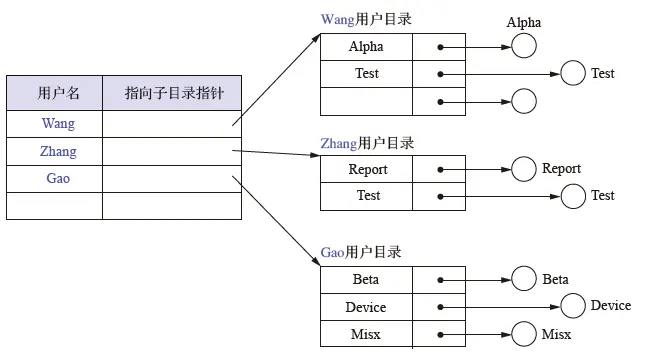 用户名 指向子目录指针
Wang
Zhang
Gao
Wang用户目录
Alpha Alpha
Test Test
Zhang用户目录
Report Report
Test Test
Gao用户目录
Beta Beta
Device Device
Misx Misx